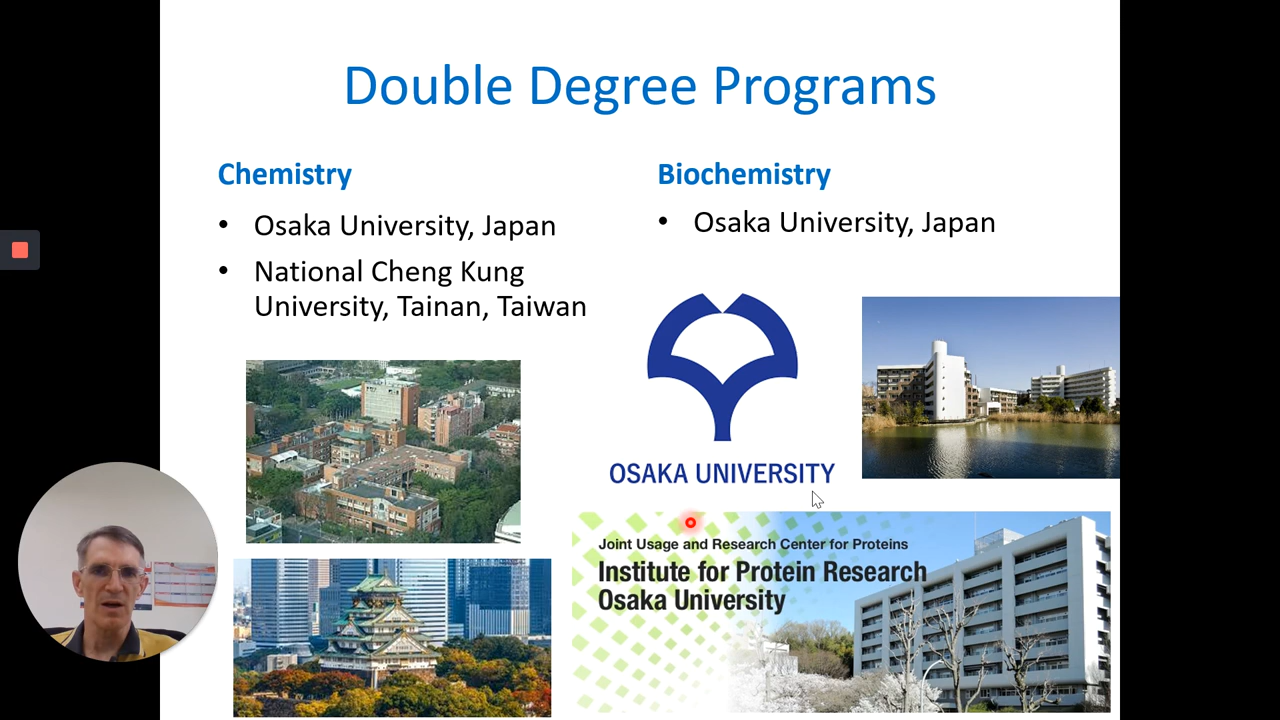 Double Degree Programs
Chemistry
• Osaka University, Japan
• National Cheng Kung
University, Tainan, Taiwan
Biochemistry
• Osaka University, Japan
OSAKA UNIVERSITY
Joint Usage and Research Center for Proteins
Institute for Protein Research
Osaka University